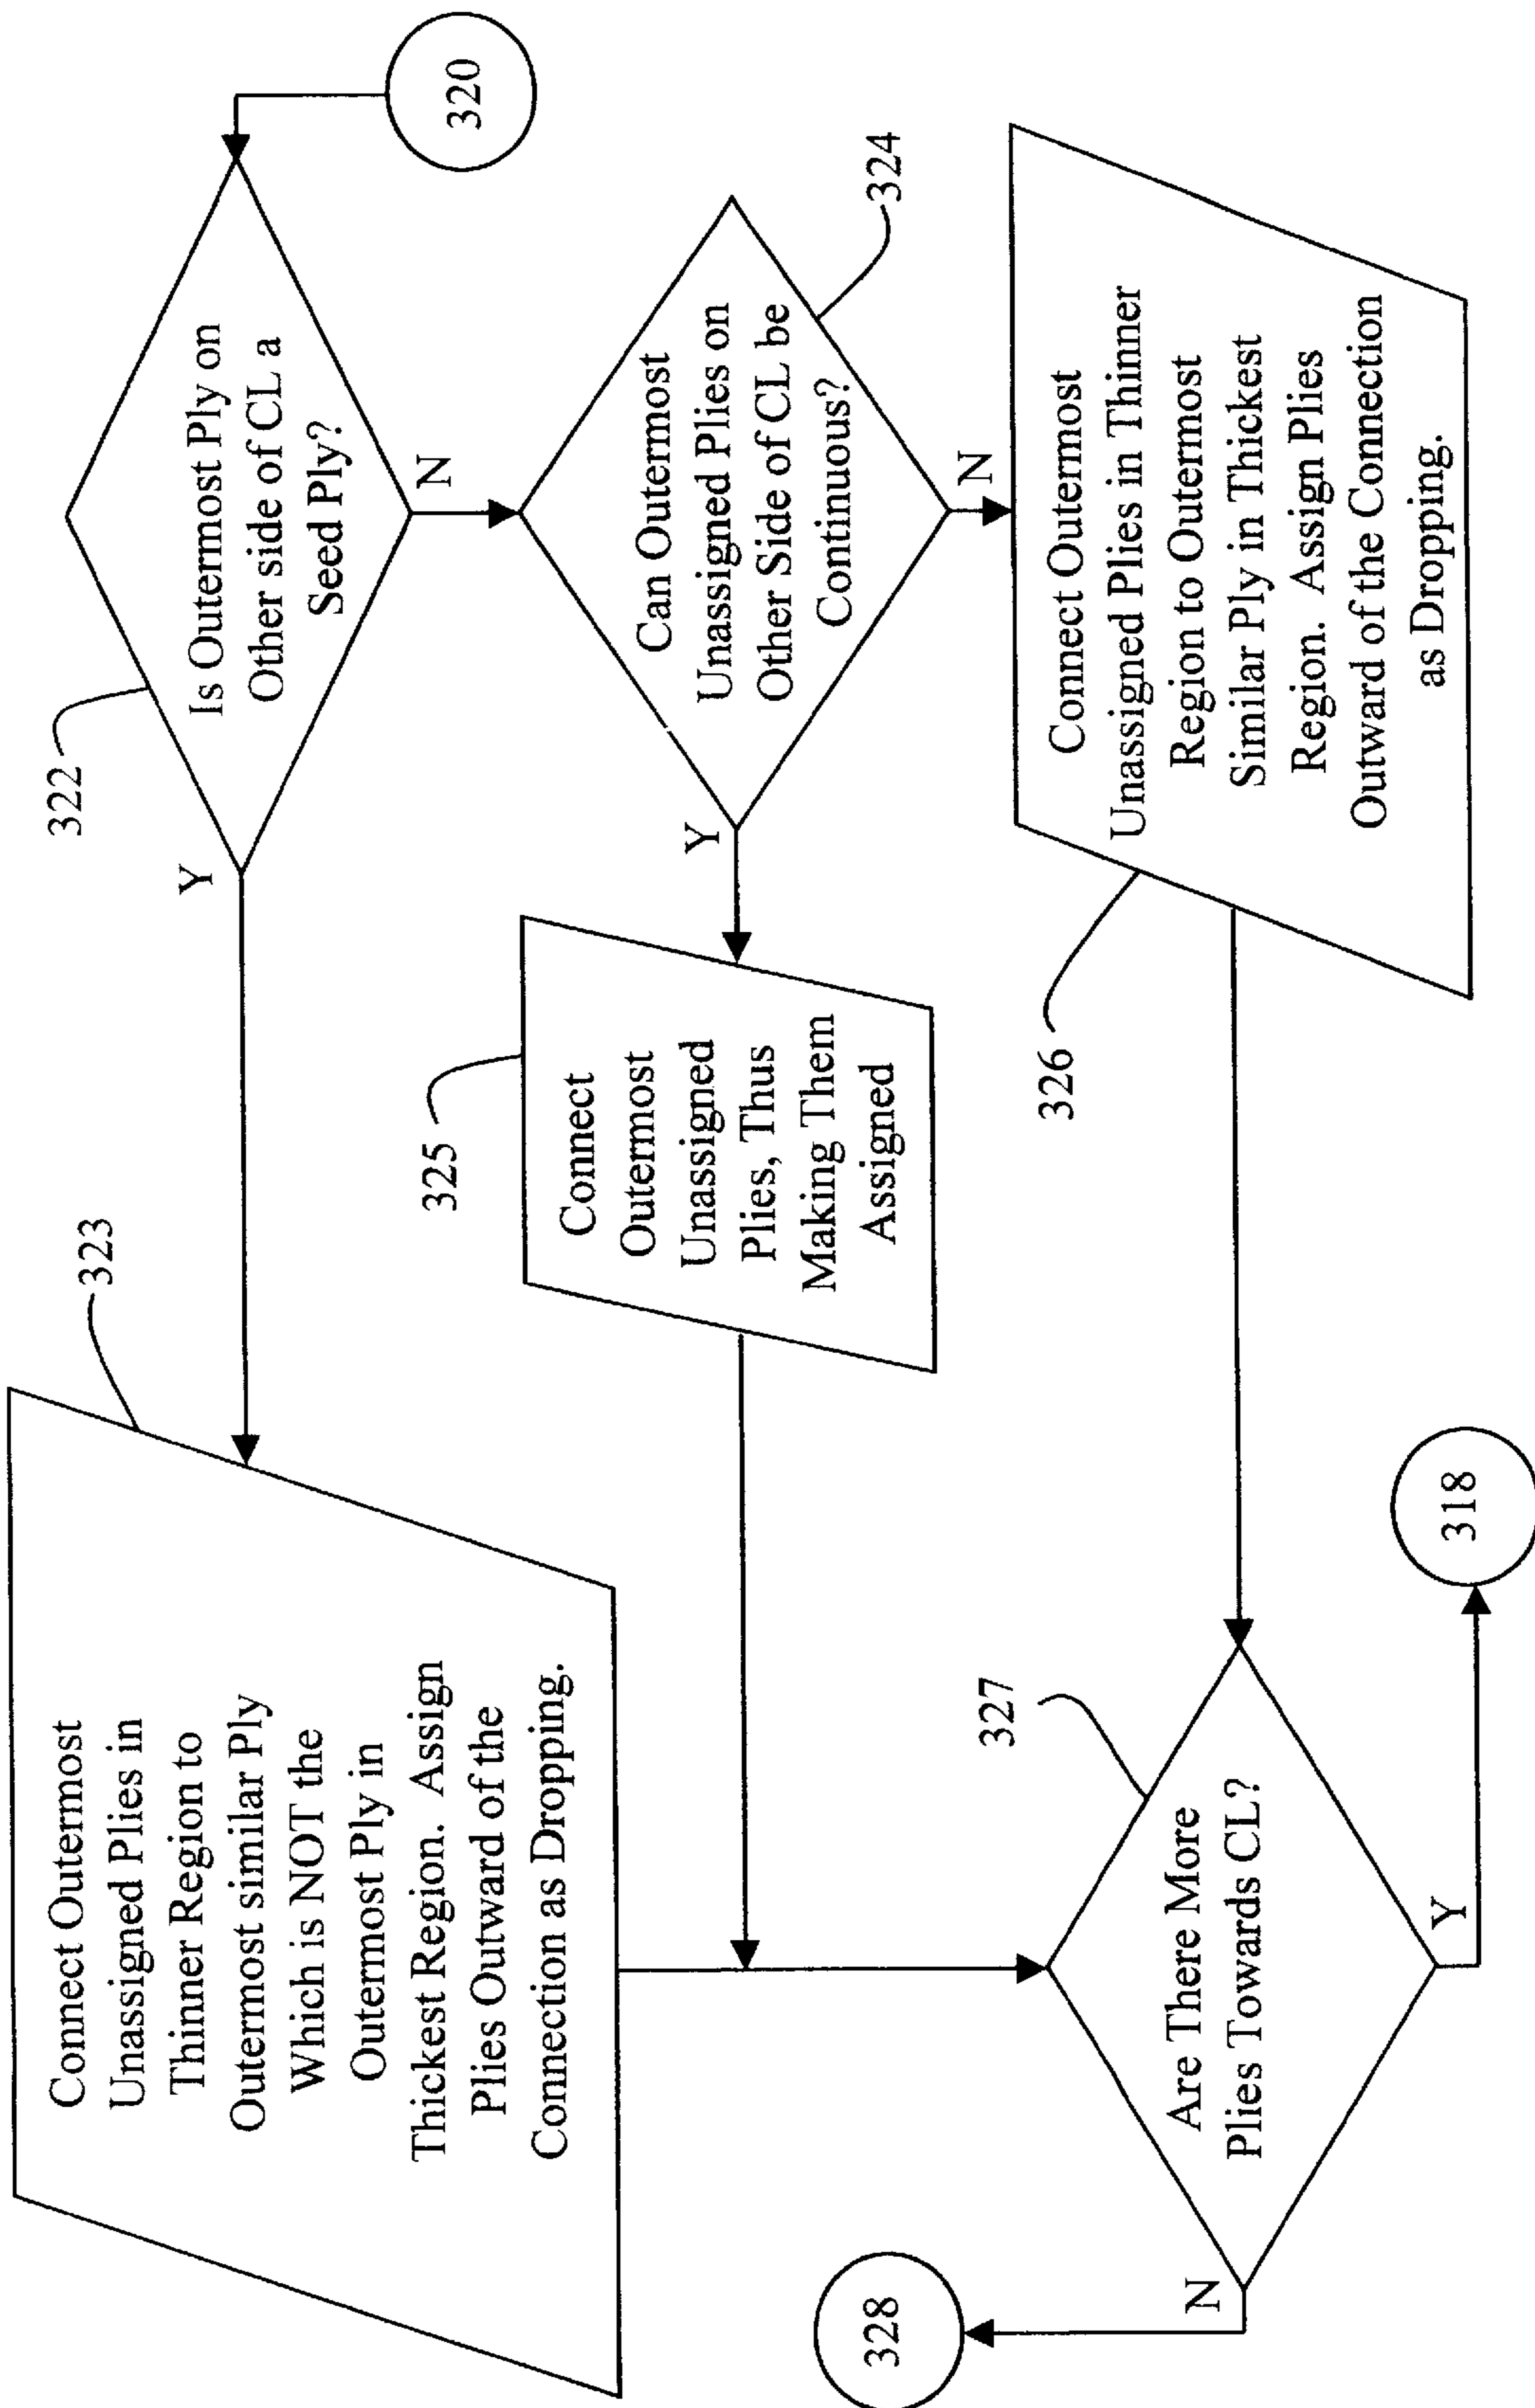 320
322
Is Outermost Ply on
Other side of CL a
Seed Ply?
Y
N
323
Connect Outermost
Unassigned Plies in
Thinner Region to
Outermost similar Ply
Which is NOT the
Outermost Ply in
Thickest Region. Assign
Plies Outward of the
Connection as Dropping.
324
Can Outermost
Unassigned Plies on
Other Side of CL be
Continuous?
Y
N
325
Connect
Outermost
Unassigned
Plies, Thus
Making Them
Assigned
326
Connect Outermost
Unassigned Plies in Thinner
Region to Outermost
Similar Ply in Thickest
Region. Assign Plies
Outward of the Connection
as Dropping.
327
Are There More
Plies Towards CL?
N
Y
328
318